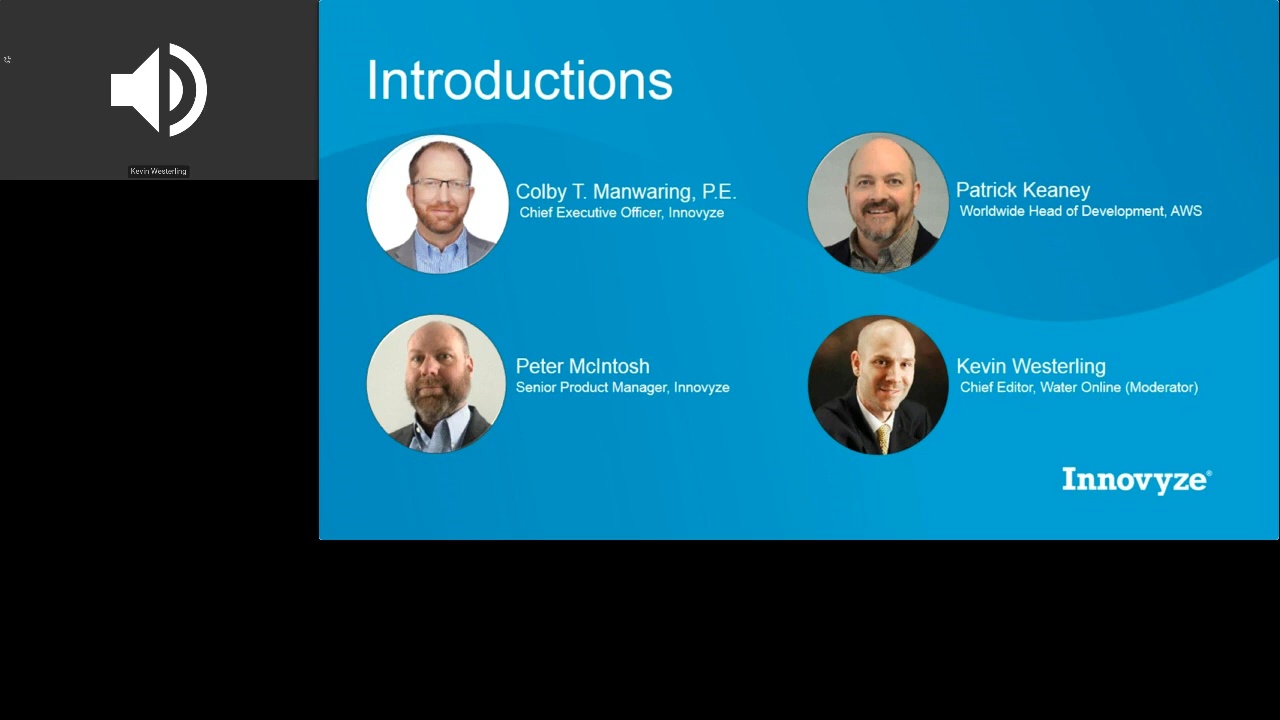 Kevin Westerling
Introductions
Colby T. Manwaring, P.E.
Chief Executive Officer, Innovyze
Patrick Keaney
Worldwide Head of Development, AWS
Peter McIntosh
Senior Product Manager, Innovyze
Kevin Westerling
Chief Editor, Water Online (Moderator)
Innovyze®